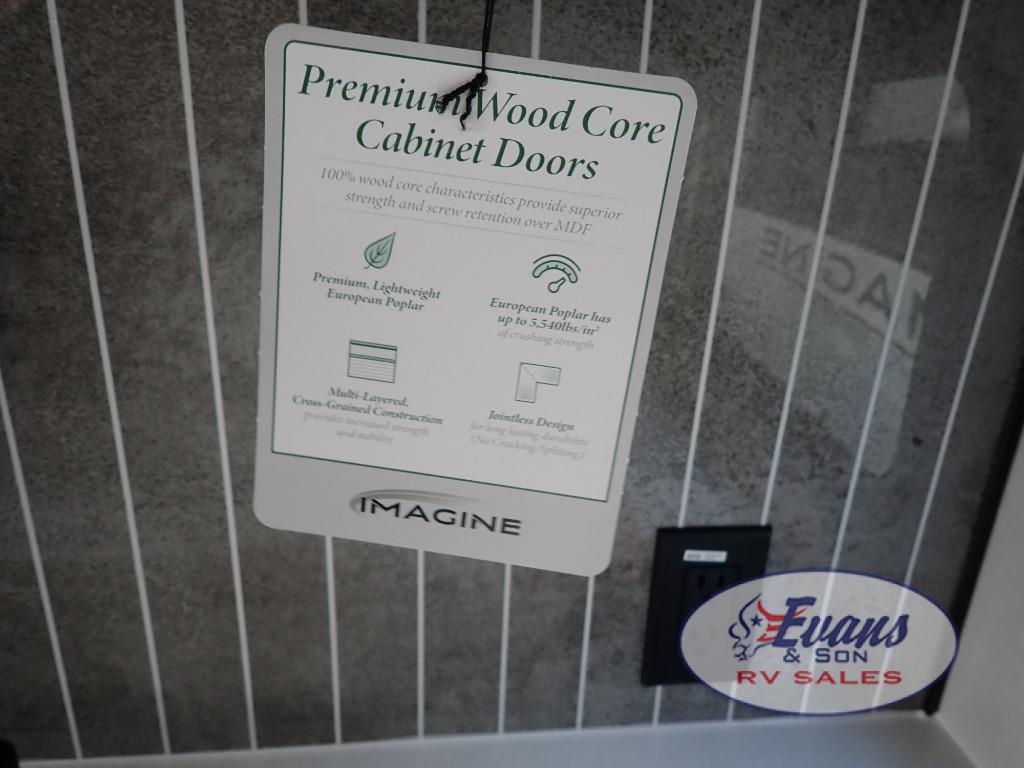 Premium Wood Core
Cabinet Doors
100% wood core characteristics provide superior
strength and screw retention over MDF
Premium, Lightweight
European Poplar
European Poplar has
up to 5,540lbs/in²
of crushing strength
Multi-Layered,
Cross-Grained Construction
provides increased strength
and stability
Jointless Design
for long lasting durability
(No Cracking/Splitting)
IMAGINE
IMAGINE
Evans
& SON
RV SALES